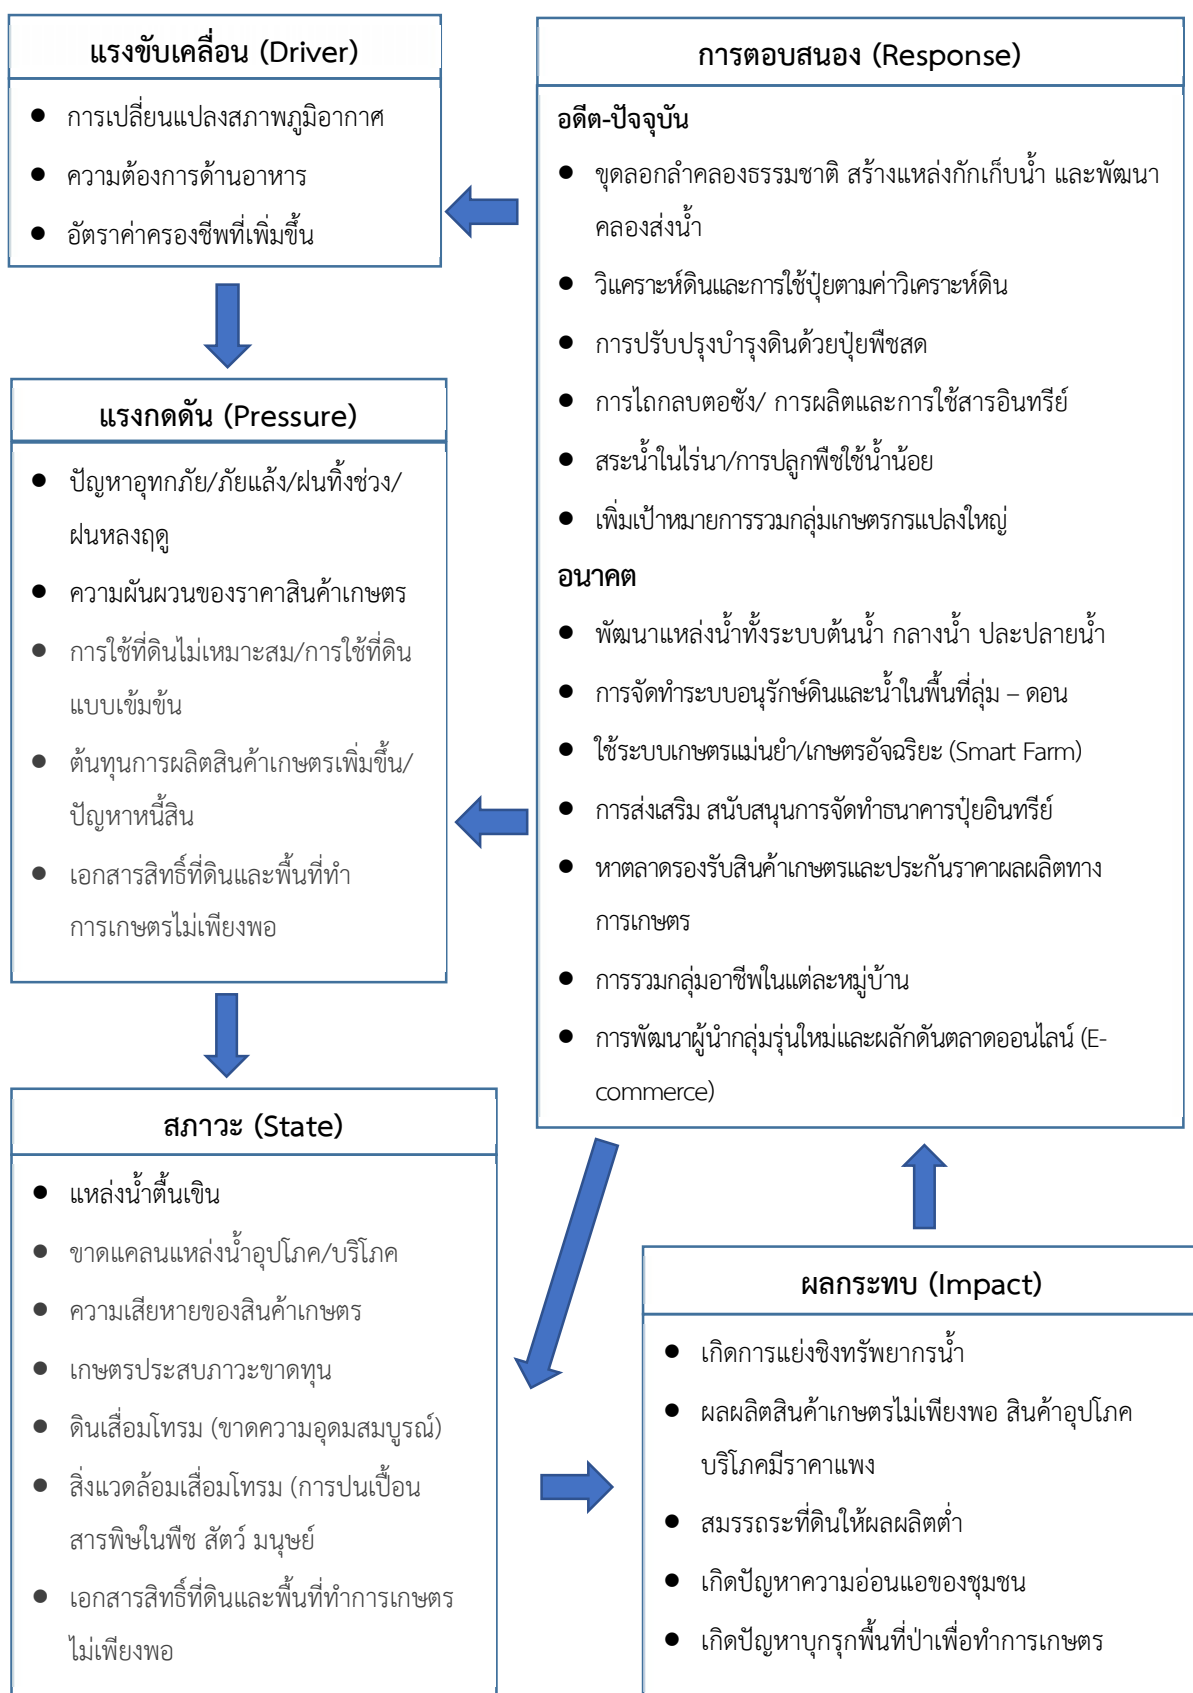 แรงขับเคลื่อน (Driver)
● การเปลี่ยนแปลงสภาพภูมิอากาศ
● ความต้องการด้านอาหาร
● อัตราค่าครองชีพที่เพิ่มขึ้น
แรงกดดัน (Pressure)
● ปัญหาอุทกภัย/ภัยแล้ง/ฝนทิ้งช่วง/
ฝนหลงฤดู
● ความผันผวนของราคาสินค้าเกษตร
● การใช้ที่ดินไม่เหมาะสม/การใช้ที่ดิน
แบบเข้มข้น
● ต้นทุนการผลิตสินค้าเกษตรเพิ่มขึ้น/
ปัญหาหนี้สิน
● เอกสารสิทธิ์ที่ดินและพื้นที่ทำ
การเกษตรไม่เพียงพอ
สภาวะ (State)
● แหล่งน้ำตื้นเขิน
● ขาดแคลนแหล่งน้ำอุปโภค/บริโภค
● ความเสียหายของสินค้าเกษตร
● เกษตรประสบภาวะขาดทุน
● ดินเสื่อมโทรม (ขาดความอุดมสมบูรณ์)
● สิ่งแวดล้อมเสื่อมโทรม (การปนเปื้อน
สารพิษในพืช สัตว์ มนุษย์
● เอกสารสิทธิ์ที่ดินและพื้นที่ทำการเกษตร
ไม่เพียงพอ
การตอบสนอง (Response)
อดีต-ปัจจุบัน
● ขุดลอกลำคลองธรรมชาติ สร้างแหล่งกักเก็บน้ำ และพัฒนา
คลองส่งน้ำ
● วิเคราะห์ดินและการใช้ปุ๋ยตามค่าวิเคราะห์ดิน
● การปรับปรุงบำรุงดินด้วยปุ๋ยพืชสด
● การไถกลบตอซัง/ การผลิตและการใช้สารอินทรีย์
● สระน้ำในไร่นา/การปลูกพืชใช้น้ำน้อย
● เพิ่มเป้าหมายการรวมกลุ่มเกษตรกรแปลงใหญ่
อนาคต
● พัฒนาแหล่งน้ำทั้งระบบต้นน้ำ กลางน้ำ ปละปลายน้ำ
● การจัดทำระบบอนุรักษ์ดินและน้ำในพื้นที่ลุ่ม – ดอน
● ใช้ระบบเกษตรแม่นยำ/เกษตรอัจฉริยะ (Smart Farm)
● การส่งเสริม สนับสนุนการจัดทำธนาคารปุ๋ยอินทรีย์
● หาตลาดรองรับสินค้าเกษตรและประกันราคาผลผลิตทาง
การเกษตร
● การรวมกลุ่มอาชีพในแต่ละหมู่บ้าน
● การพัฒนาผู้นำกลุ่มรุ่นใหม่และผลักดันตลาดออนไลน์ (E-
commerce)
ผลกระทบ (Impact)
● เกิดการแย่งชิงทรัพยากรน้ำ
● ผลผลิตสินค้าเกษตรไม่เพียงพอ สินค้าอุปโภค
บริโภคมีราคาแพง
● สมรรถระที่ดินให้ผลผลิตต่ำ
● เกิดปัญหาความอ่อนแอของชุมชน
● เกิดปัญหาบุกรุกพื้นที่ป่าเพื่อทำการเกษตร